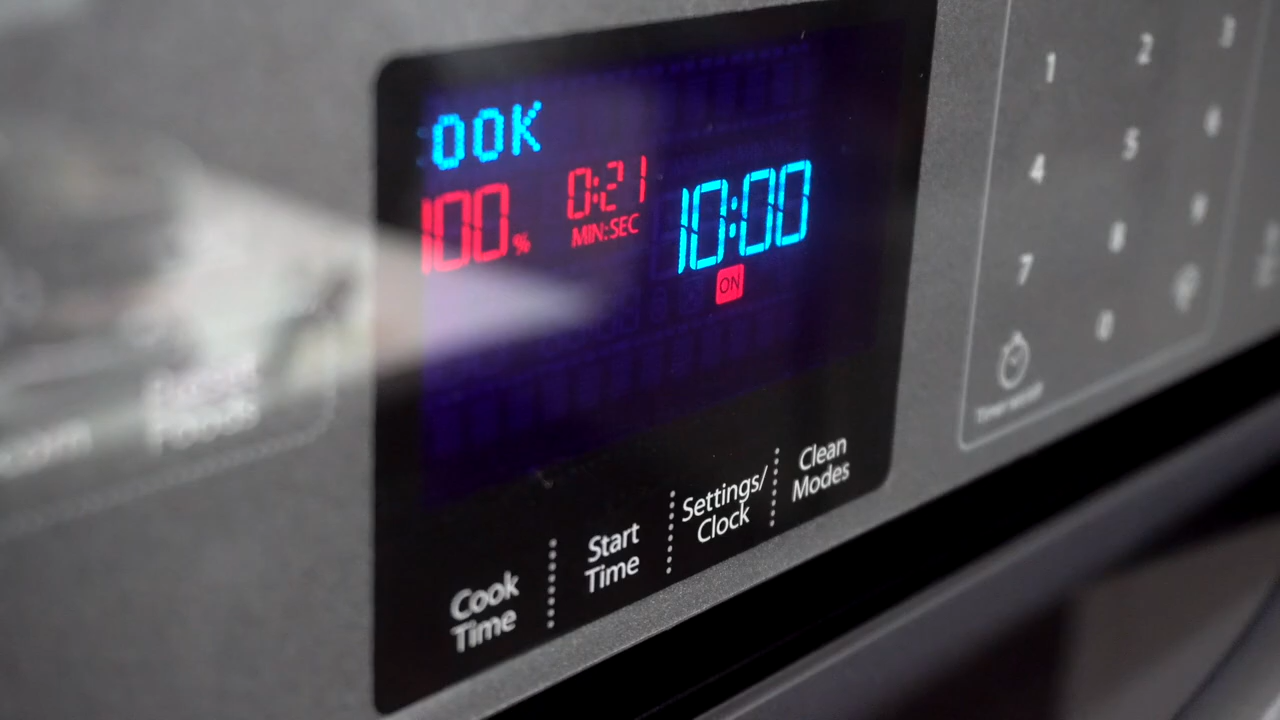 OOK
100%
0:21
MIN:SEC
10:00
ON
Cook
Time
Start
Time
Settings/
Clock
Clean
Modes
1 2 3
4 5 6
7 8 9
0
Foods